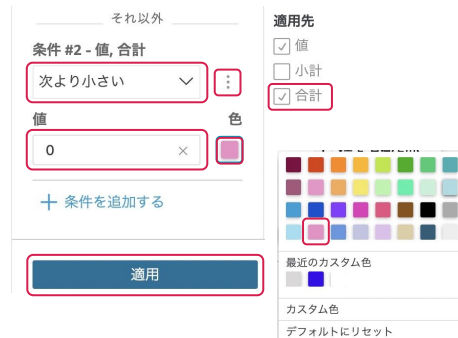 それ以外
条件 #2 - 値, 合計
次より小さい
値
色
0
条件を追加する
適用
適用先
値
小計
合計
最近のカスタム色
カスタム色
デフォルトにリセット